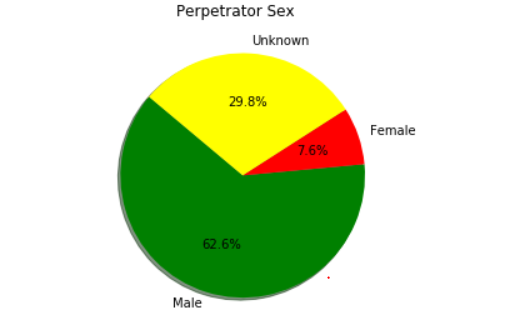 Perpetrator Sex
Unknown
29.8%
Female
7.6%
62.6%
Male